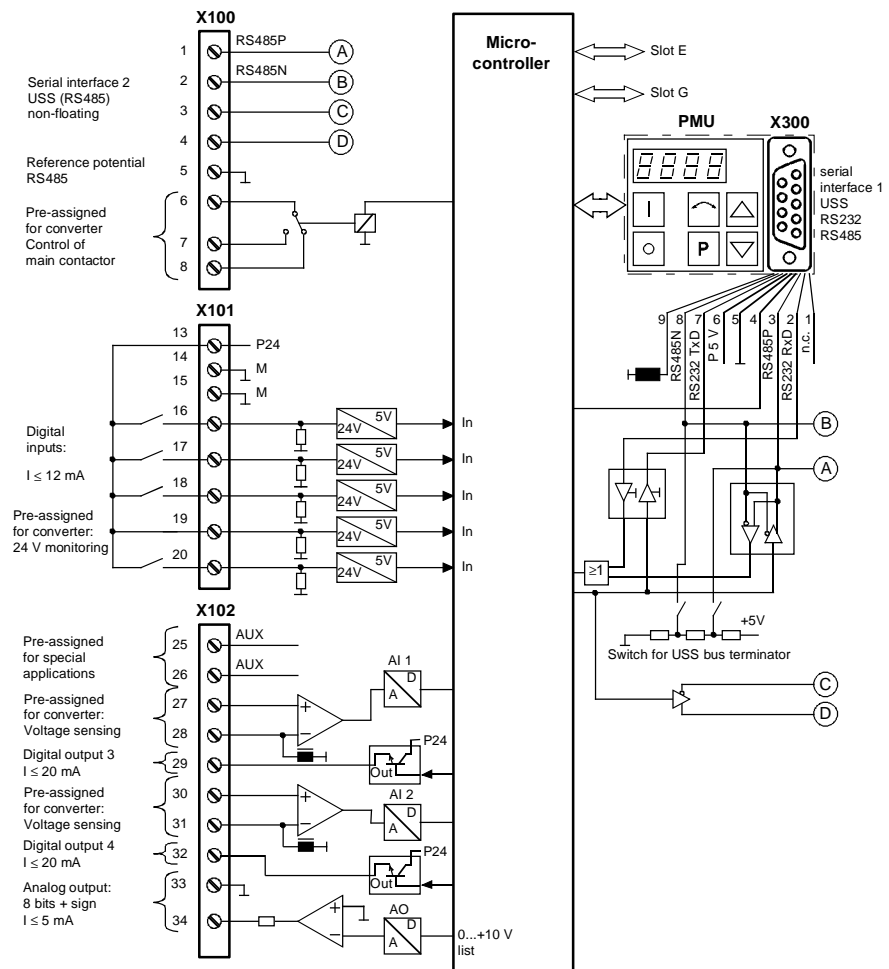 X100
1 RS485P A
2 RS485N B
3 C
4 D
5
6
7
8
Serial interface 2
USS (RS485)
non-floating
Reference potential
RS485
Pre-assigned
for converter
Control of
main contactor
X101
13 P24
14 M
15 M
16 24V 5V In
17 24V 5V In
18 24V 5V In
19 24V 5V In
20 24V 5V In
Digital
inputs:
I ≤ 12 mA
Pre-assigned
for converter:
24 V monitoring
X102
25 AUX
26 AUX
27
28
29
30
31
32
33
34
Pre-assigned
for special
applications
Pre-assigned
for converter:
Voltage sensing
Digital output 3
I ≤ 20 mA
Pre-assigned
for converter:
Voltage sensing
Digital output 4
I ≤ 20 mA
Analog output:
8 bits + sign
I ≤ 5 mA
AI 1
D
A
+
−
P24
Out
AI 2
D
A
+
−
P24
Out
AO
D
A
+
−
0...+10 V
list
Micro-
controller
Slot E
Slot G
PMU
X300
8888
I
O
P
serial
interface 1
USS
RS232
RS485
9 8 7 6 5 4 3 2 1
RS485N
RS232 TxD
P 5 V
RS485P
RS232 RxD
n.c.
B
A
≥1
+5V
Switch for USS bus terminator
C
D